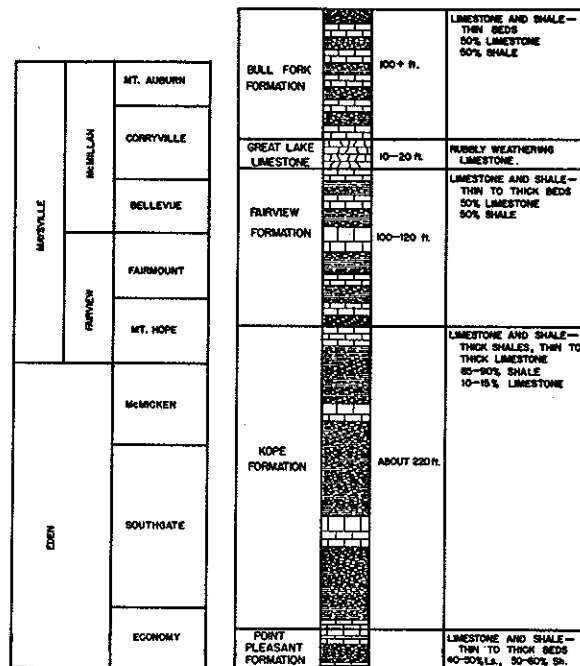 MAYSVILLE
McMILLAN
MT. AUBURN
CORRYVILLE
BELLEVUE
FAIRVIEW
FAIRMOUNT
MT. HOPE
EDEN
McMICKER
SOUTHGATE
ECONOMY
BULL FORK
FORMATION
100+ ft.
LIMESTONE AND SHALE—
THIN BEDS
50% LIMESTONE
50% SHALE
GREAT LAKE
LIMESTONE
10—20 ft.
RUBBLY WEATHERING
LIMESTONE.
FAIRVIEW
FORMATION
100—120 ft.
LIMESTONE AND SHALE—
THIN TO THICK BEDS
50% LIMESTONE
50% SHALE
KOPE
FORMATION
ABOUT 220 ft.
LIMESTONE AND SHALE—
THICK SHALES, THIN TO
THICK LIMESTONE
85—90% SHALE
10—15% LIMESTONE
POINT
PLEASANT
FORMATION
LIMESTONE AND SHALE—
THIN TO THICK BEDS
40—50% Ls., 50—60% Sh.